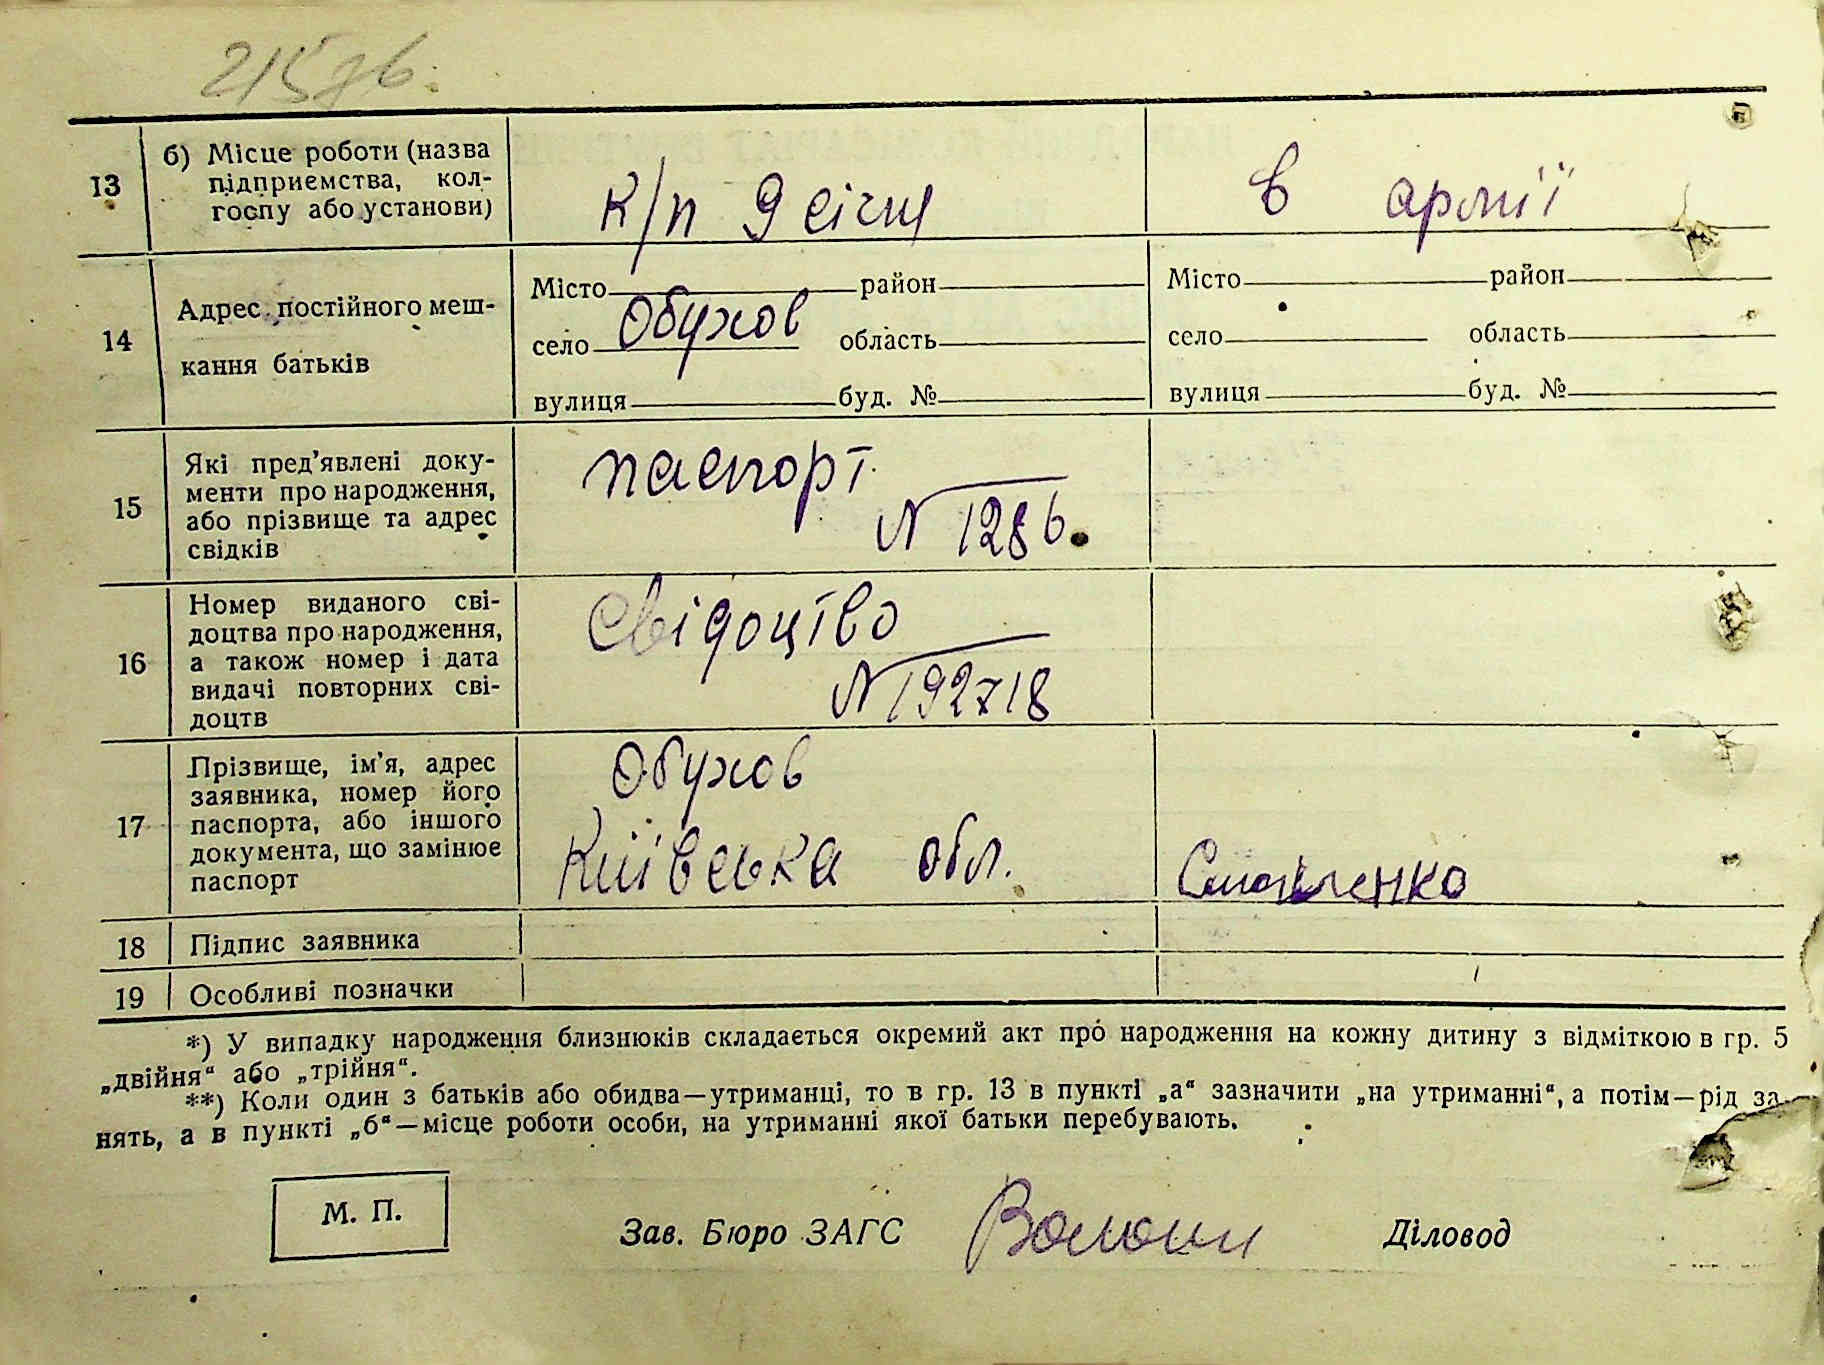 13
б) Місце роботи (назва
підприємства, кол-
госпу або установи)
к/п 9 січня
в армії
14
Адрес постійного меш-
кання батьків
Місто район
село Обухов область
вулиця буд. №
Місто район
село область
вулиця буд. №
15
Які пред’явлені доку-
менти про народження,
або прізвище та адрес
свідків
паспорт
N 1286.
16
Номер виданого сві-
доцтва про народження,
а також номер і дата
видачі повторних сві-
доцтв
Свідоцтво
N 192718
17
Прізвище, ім’я, адрес
заявника, номер його
паспорта, або іншого
документа, що замінює
паспорт
Обухов
Київська обл.
18 Підпис заявника
19 Особливі позначки
*) У випадку народження близнюків складається окремий акт про народження на кожну дитину з відміткою в гр. 5
„двійня“ або „трійня“.
**) Коли один з батьків або обидва—утриманці, то в гр. 13 в пункті „а“ зазначити „на утриманні“, а потім—рід за-
нять, а в пункті „б“—місце роботи особи, на утриманні якої батьки перебувають.
М. П.
Зав. Бюро ЗАГС
Діловод